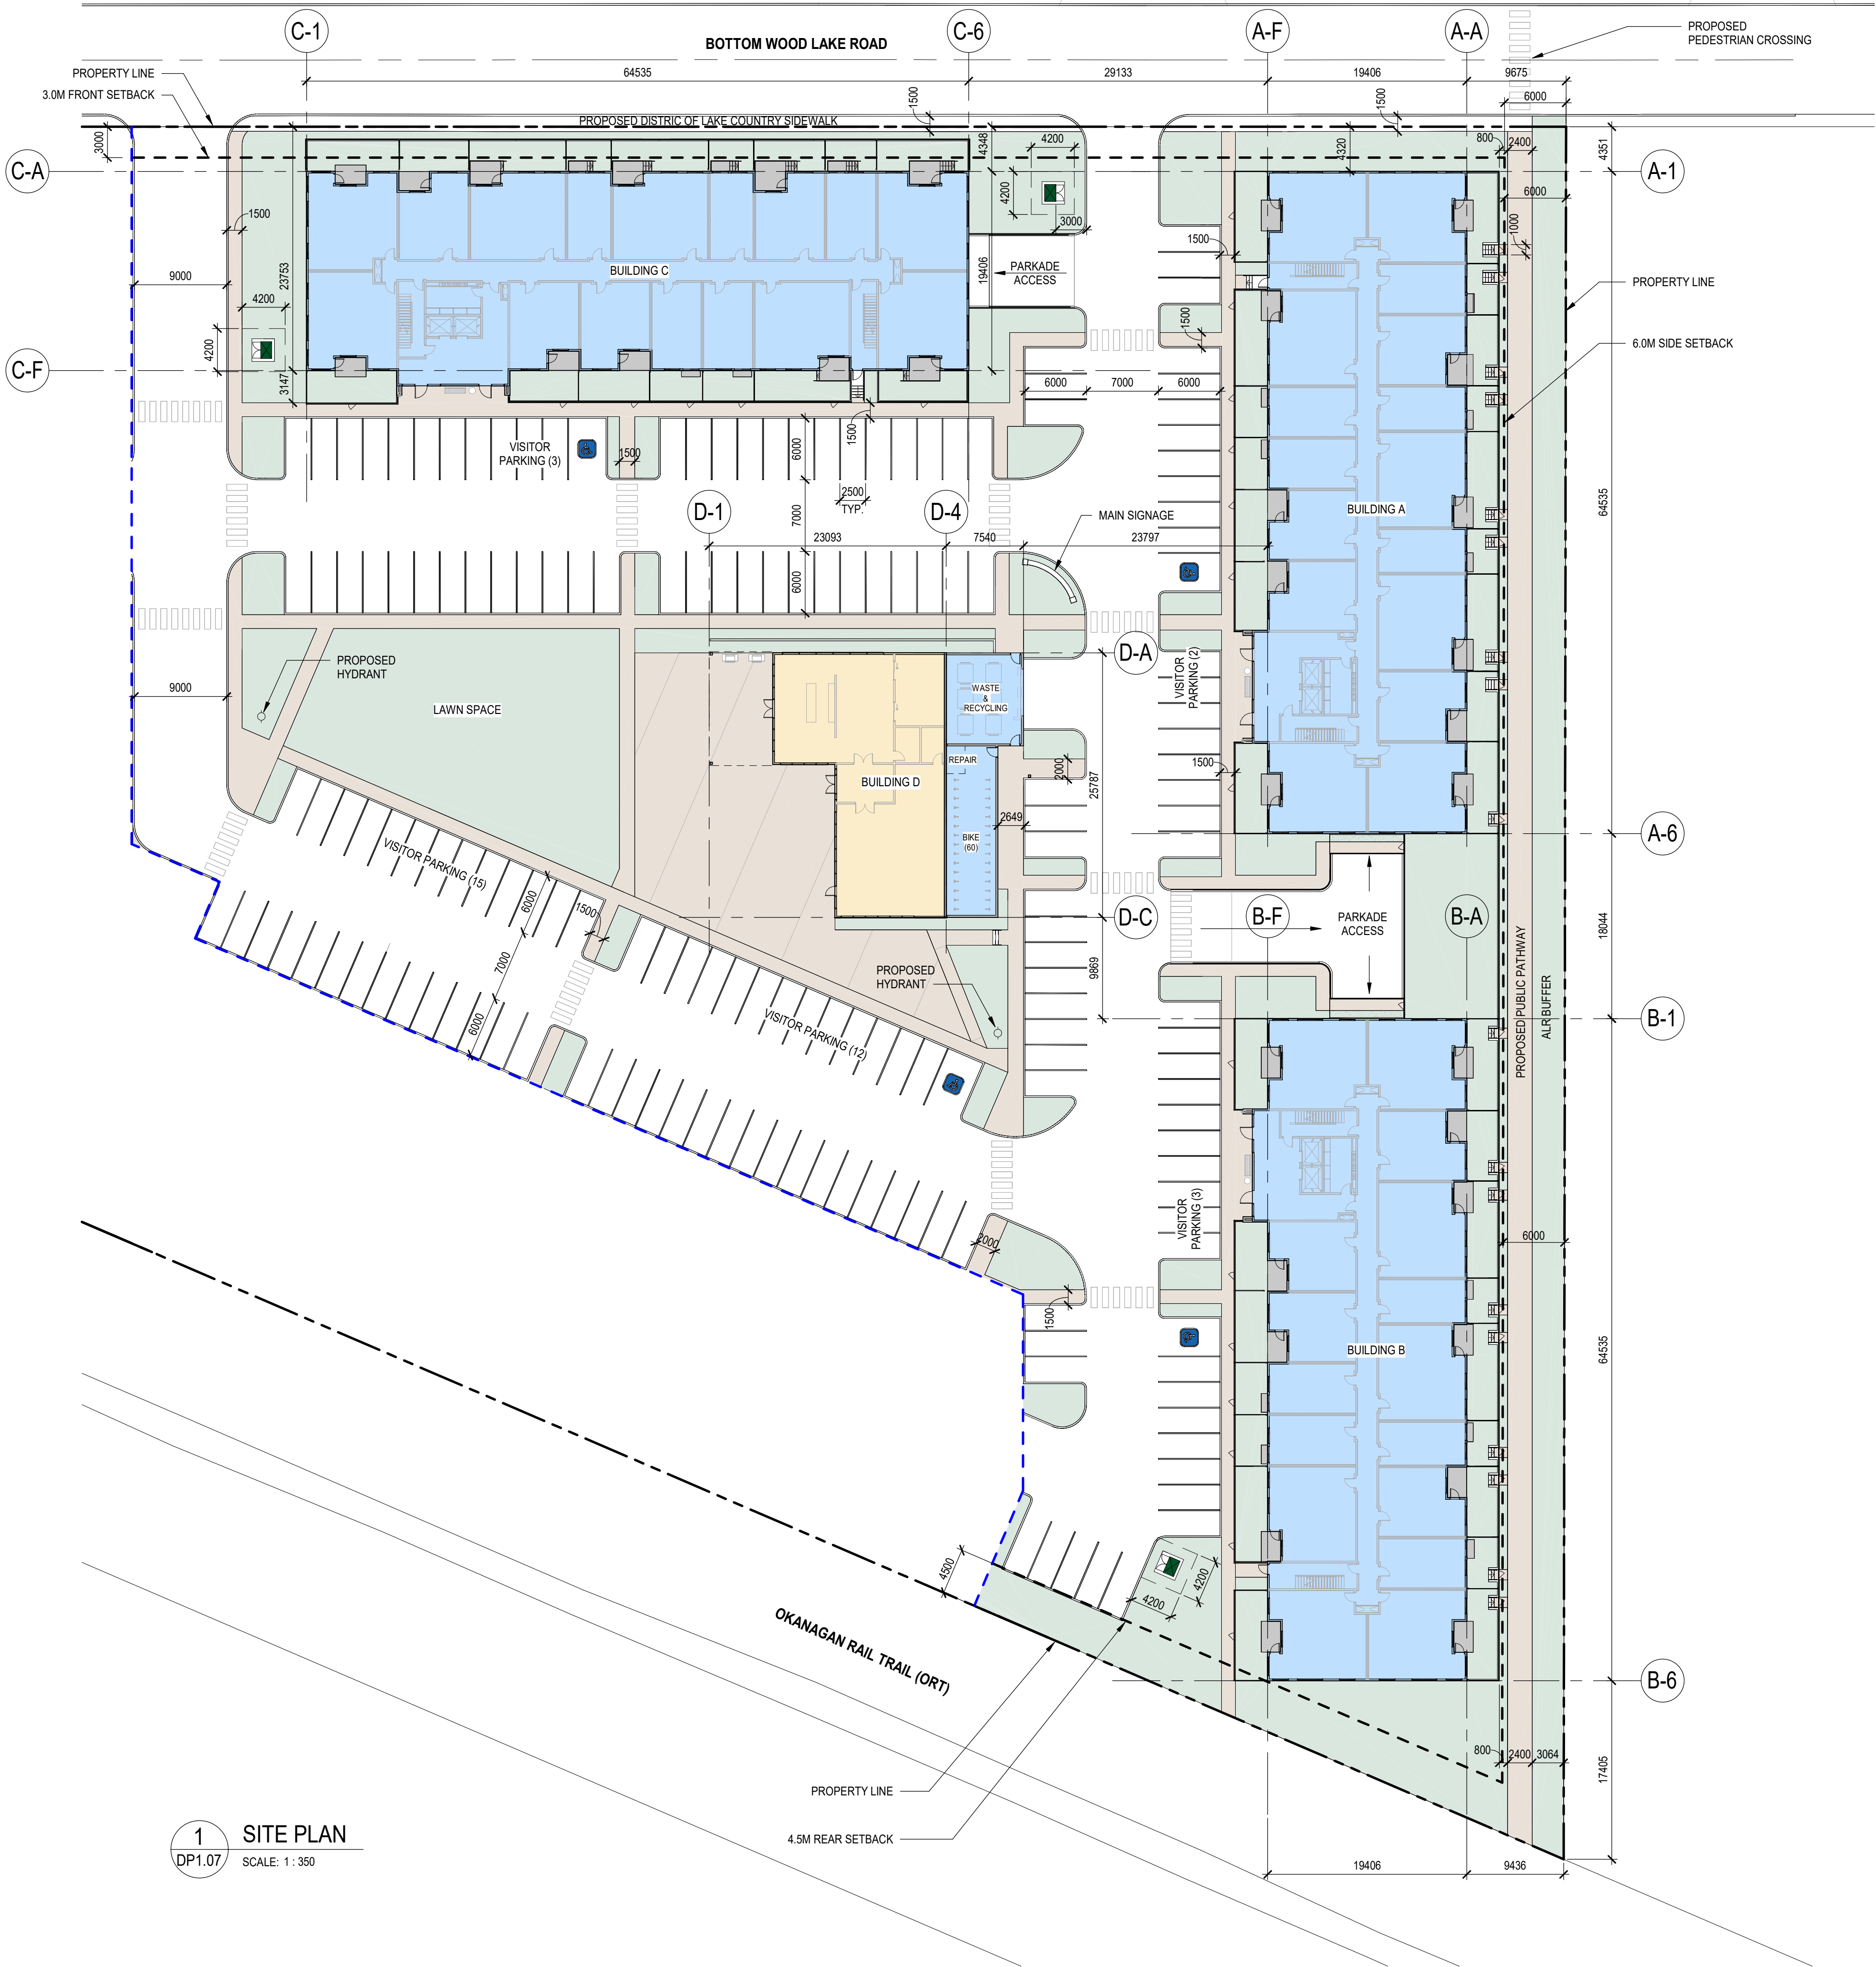 C-1
C-6
A-F
A-A
BOTTOM WOOD LAKE ROAD
PROPOSED
PEDESTRIAN CROSSING
PROPERTY LINE
3.0M FRONT SETBACK
64535
29133
19406
9675
6000
1500
1500
PROPOSED DISTRIC OF LAKE COUNTRY SIDEWALK
3000
4348
4200
4320
800
2400
4351
C-A
A-1
4200
6000
1500
3000
1000
1500
9000
23753
BUILDING C
19406
PARKADE
ACCESS
PROPERTY LINE
4200
4200
1500
6.0M SIDE SETBACK
C-F
3147
6000
7000
6000
VISITOR
PARKING (3)
1500
6000
1500
2500
TYP.
D-1
D-4
7000
MAIN SIGNAGE
BUILDING A
64535
23093
7540
23797
6000
PROPOSED
HYDRANT
D-A
VISITOR
PARKING (2)
9000
LAWN SPACE
WASTE
&
RECYCLING
REPAIR
BUILDING D
2000
25787
1500
2649
BIKE
(60)
A-6
VISITOR PARKING (15)
6000
1500
D-C
B-F
B-A
PARKADE
ACCESS
18044
7000
PROPOSED
HYDRANT
9869
PROPOSED PUBLIC PATHWAY
ALR BUFFER
6000
VISITOR PARKING (12)
B-1
VISITOR
PARKING (3)
6000
2000
1500
BUILDING B
64535
4500
4200
4200
OKANAGAN RAIL TRAIL (ORT)
B-6
800
2400
3064
17405
PROPERTY LINE
4.5M REAR SETBACK
1
DP1.07
SITE PLAN
SCALE: 1 : 350
19406
9436